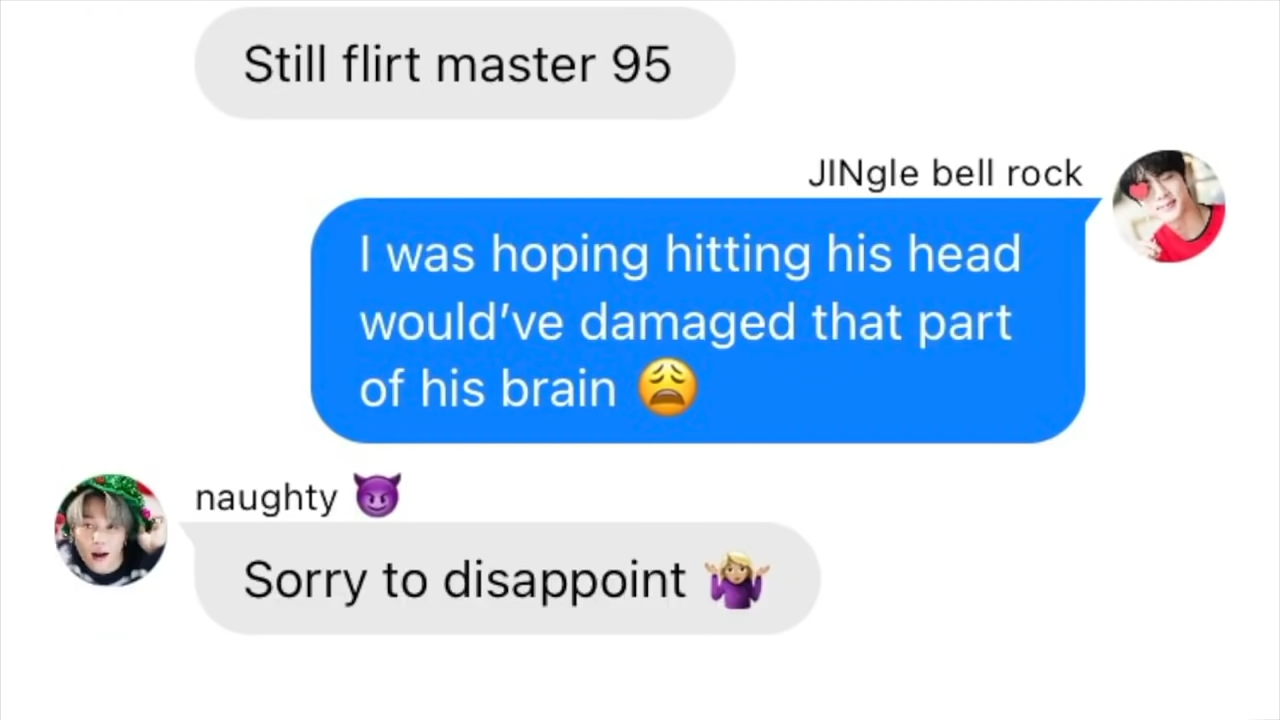 Still flirt master 95
JINgle bell rock
I was hoping hitting his head
would’ve damaged that part
of his brain 😩
naughty 😈
Sorry to disappoint 🤷🏼‍♀️